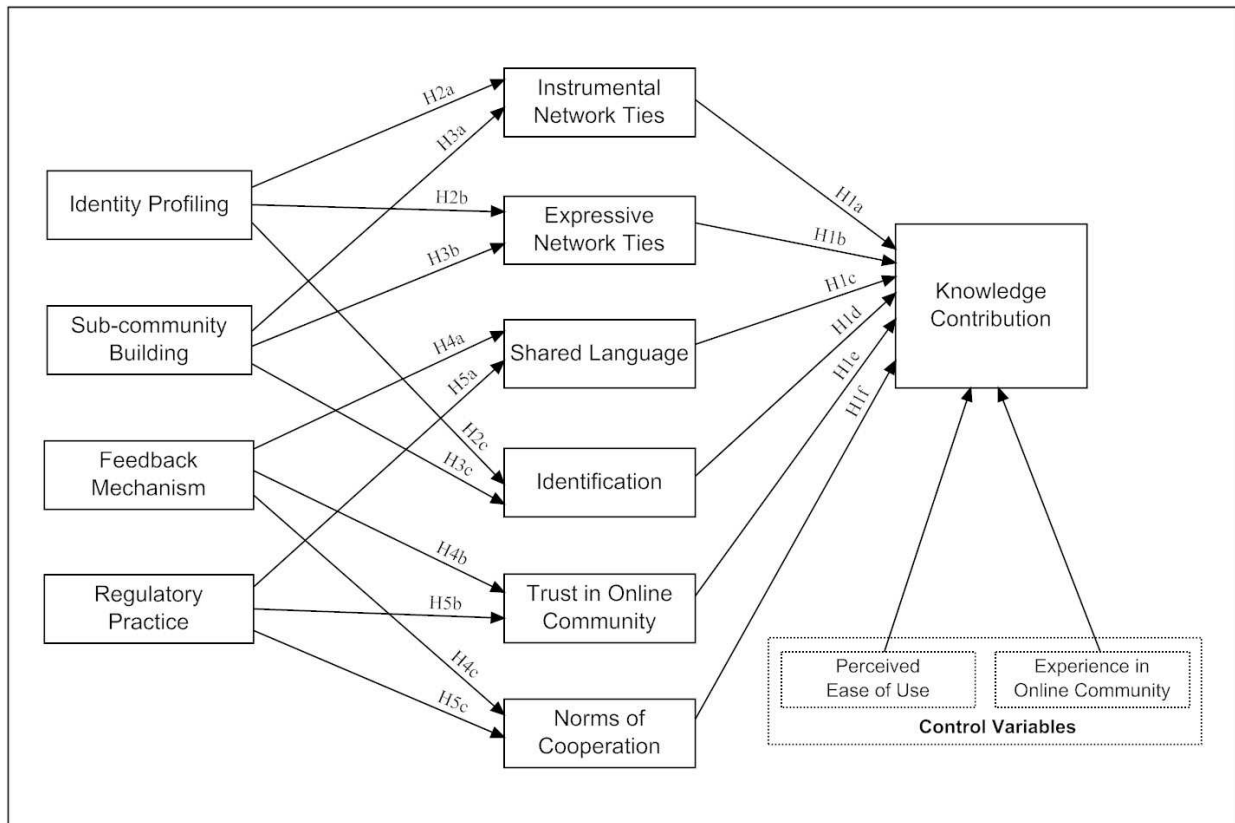 Identity Profiling
Sub-community
Building
Feedback
Mechanism
Regulatory
Practice
H2a
H3a
H2b
H3b
H4a
H5a
H2c
H3c
H4b
H5b
H4c
H5c
Instrumental
Network Ties
Expressive
Network Ties
Shared Language
Identification
Trust in Online
Community
Norms of
Cooperation
H1a
H1b
H1c
H1d
H1e
H1f
Knowledge
Contribution
Perceived
Ease of Use
Experience in
Online Community
Control Variables